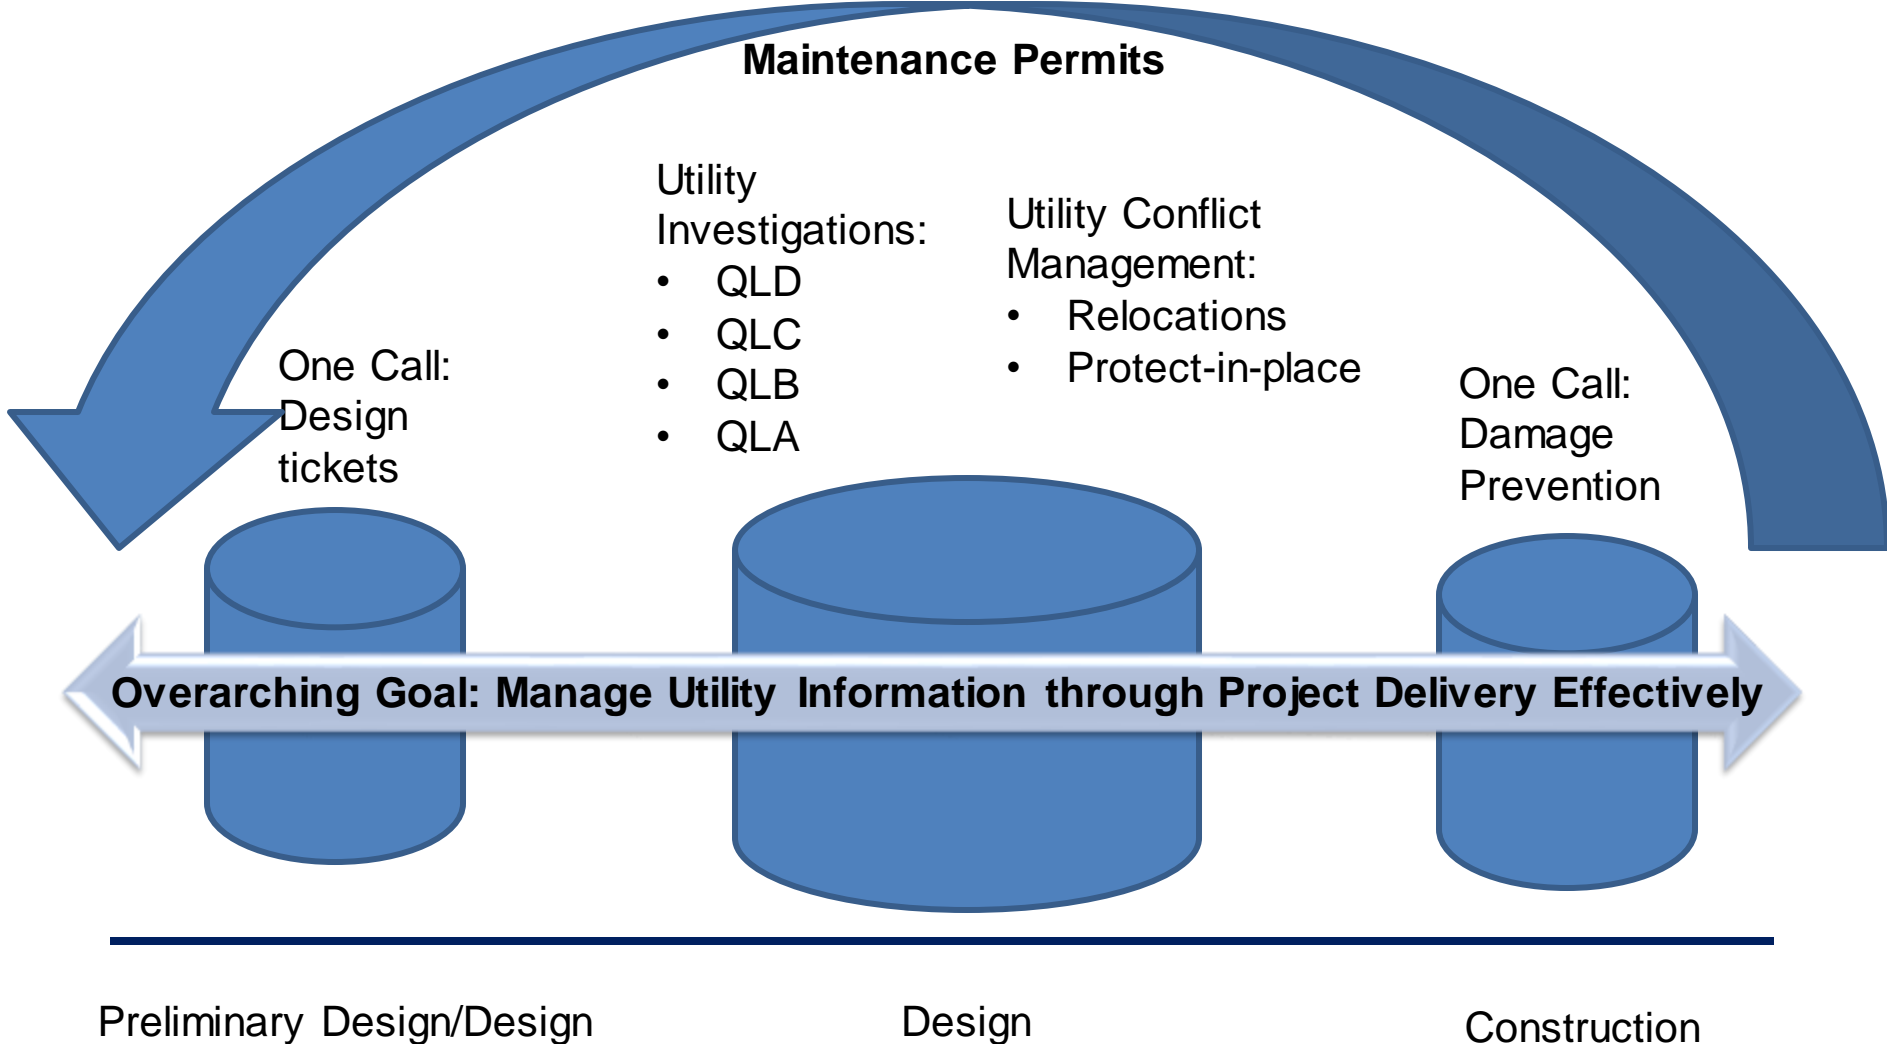 Maintenance Permits
Utility
Investigations:
• QLD
• QLC
• QLB
• QLA
Utility Conflict
Management:
• Relocations
• Protect-in-place
One Call:
Design
tickets
One Call:
Damage
Prevention
Overarching Goal: Manage Utility Information through Project Delivery Effectively
Preliminary Design/Design
Design
Construction